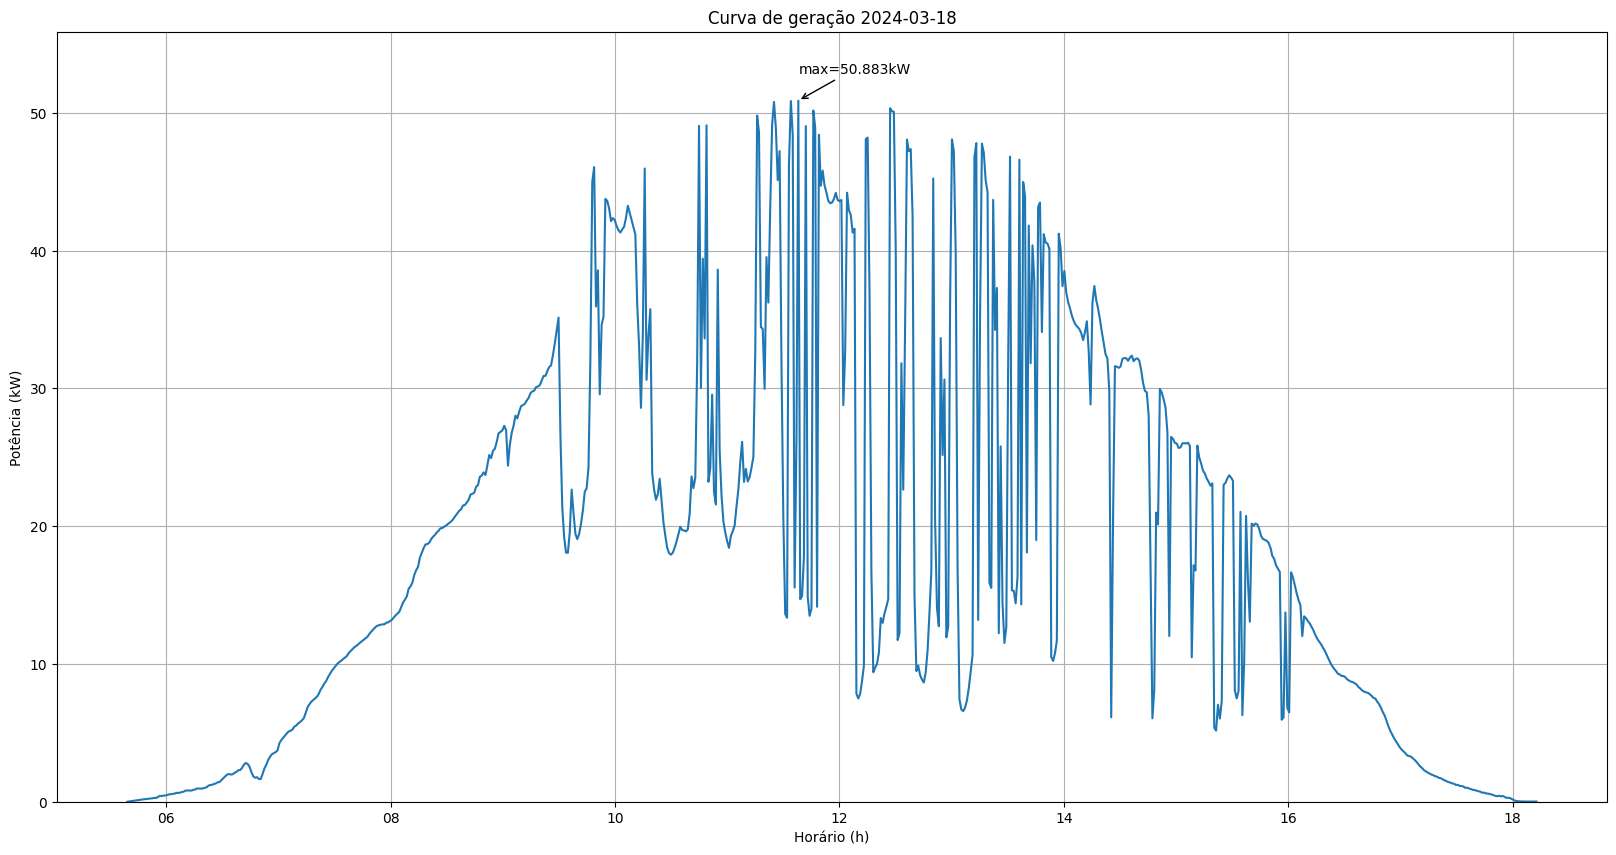 Curva de geração 2024-03-18
max=50.883kW
Potência (kW)
50
40
30
20
10
0
06 08 10 12 14 16 18
Horário (h)